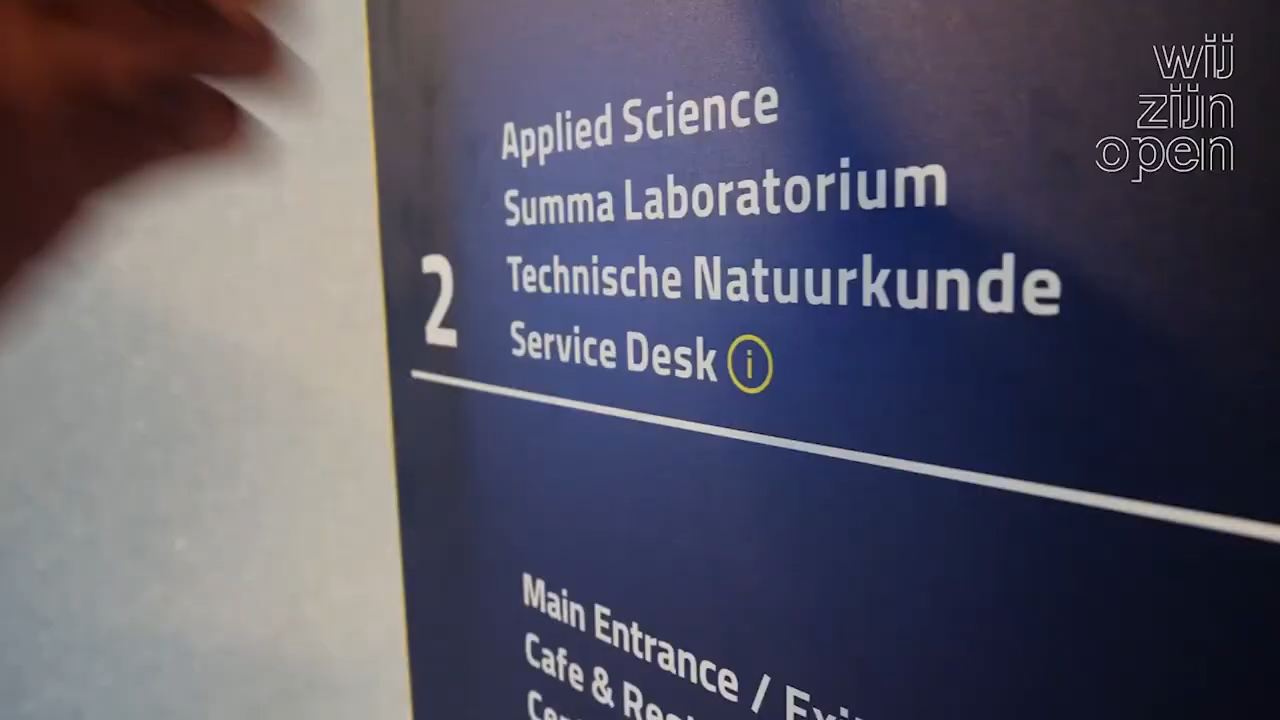 wij
zijn
open
Applied Science
Summa Laboratorium
Technische Natuurkunde
2
Service Desk i
Main Entrance /
Cafe &